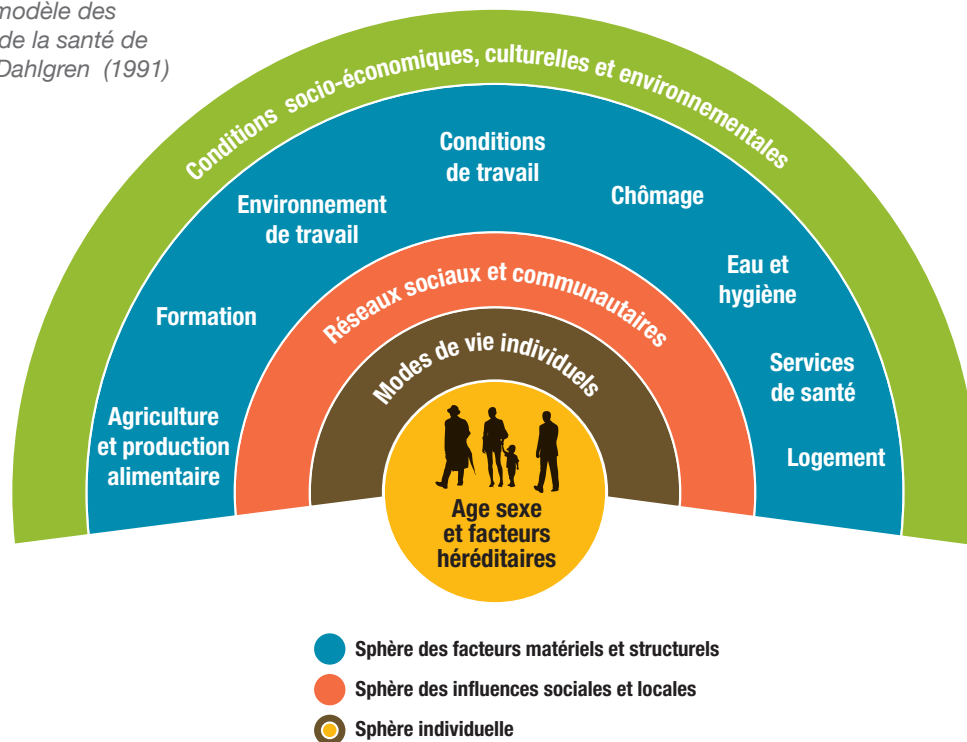 modèle des
de la santé de
Dahlgren (1991)
Conditions socio-économiques, culturelles et environnementales
Conditions
de travail
Environnement
de travail
Chômage
Formation
Eau et
hygiène
Réseaux sociaux et communautaires
Modes de vie individuels
Services
de santé
Agriculture
et production
alimentaire
Logement
Age sexe
et facteurs
héréditaires
Sphère des facteurs matériels et structurels
Sphère des influences sociales et locales
Sphère individuelle